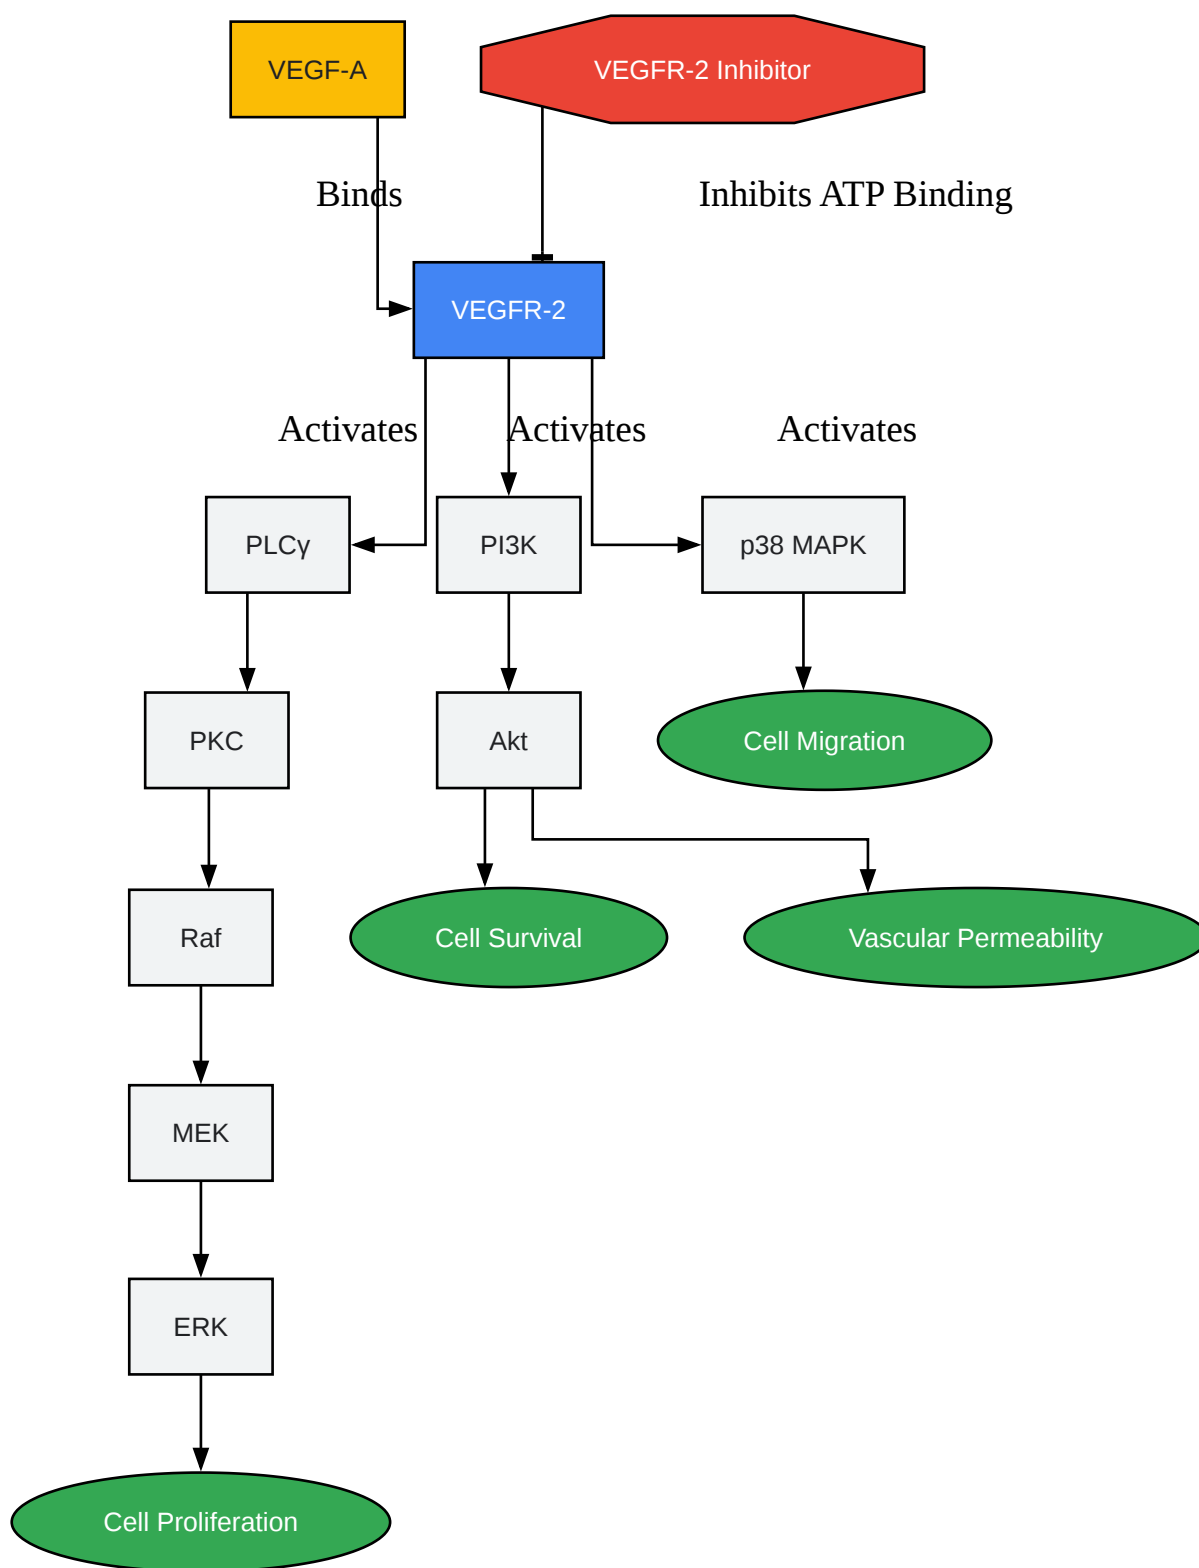 VEGF-A
VEGFR-2 Inhibitor
Binds
Inhibits ATP Binding
VEGFR-2
Activates
Activates
Activates
PLCγ
PI3K
p38 MAPK
PKC
Akt
Cell Migration
Raf
Cell Survival
Vascular Permeability
MEK
ERK
Cell Proliferation